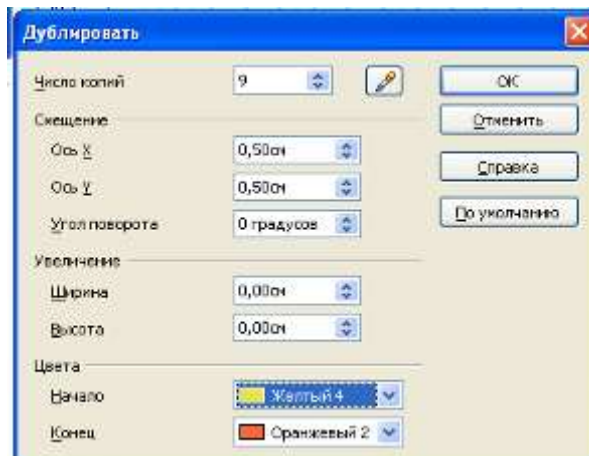 Дублировать
Число копий 9 ОК
Смещение Отменить
Ось X 0,50см
Ось Y 0,50см Справка
Угол поворота 0 градусов По умолчанию
Увеличение
Ширина 0,00см
Высота 0,00см
Цвета
Начало Желтый 4
Конец Оранжевый 2